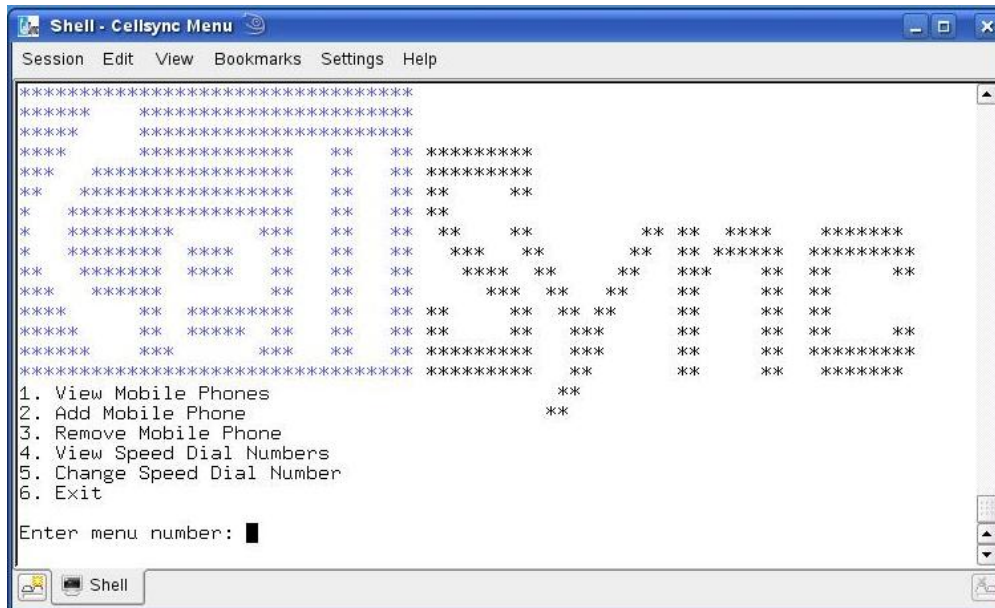 Shell - Cellsync Menu
Session Edit View Bookmarks Settings Help
CellSync
1. View Mobile Phones
2. Add Mobile Phone
3. Remove Mobile Phone
4. View Speed Dial Numbers
5. Change Speed Dial Number
6. Exit
Enter menu number:
Shell